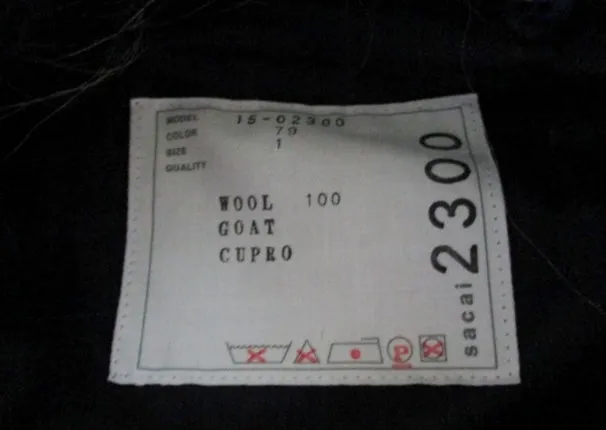 MODEL 15-02300
COLOR 79
SIZE 1
QUALITY
WOOL 100
GOAT
CUPRO
P
sacai 2300